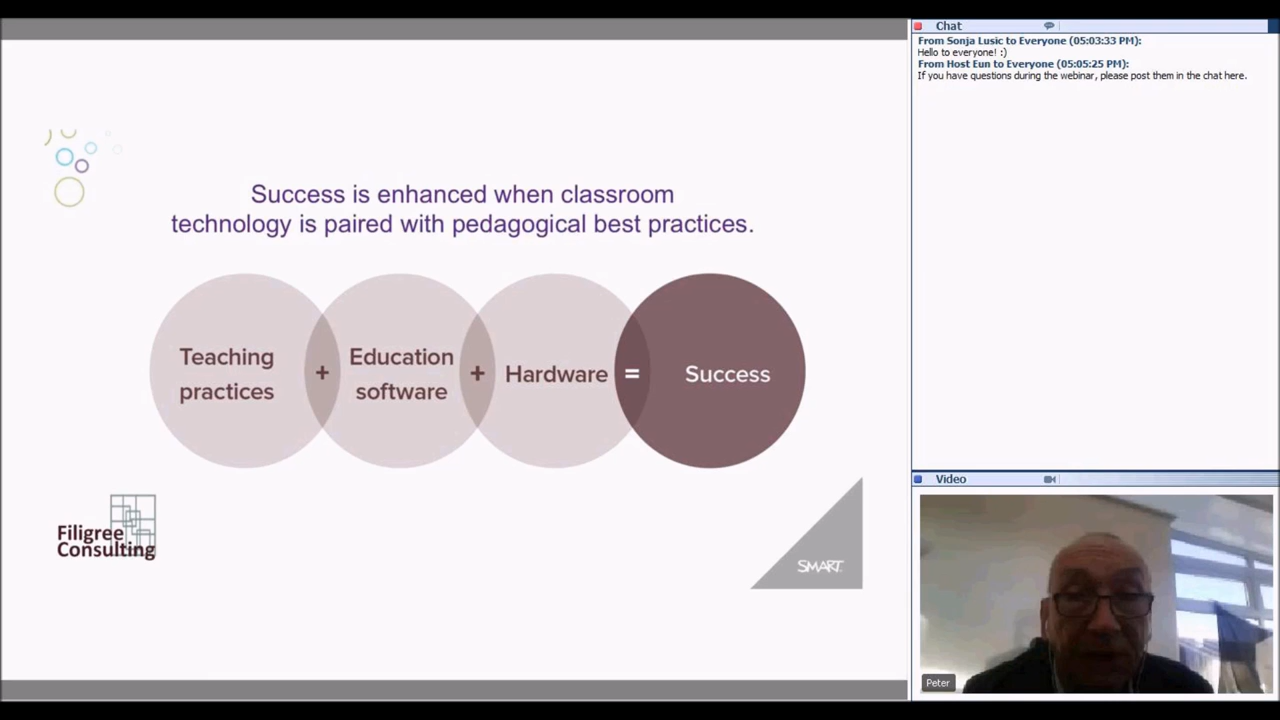 Success is enhanced when classroom
technology is paired with pedagogical best practices.
Teaching
practices
+
Education
software
+
Hardware
=
Success
Filigree
Consulting
SMART
Chat
From Sonja Lusic to Everyone (05:03:33 PM):
Hello to everyone! :)
From Host Eun to Everyone (05:05:25 PM):
If you have questions during the webinar, please post them in the chat here.
Video
Peter